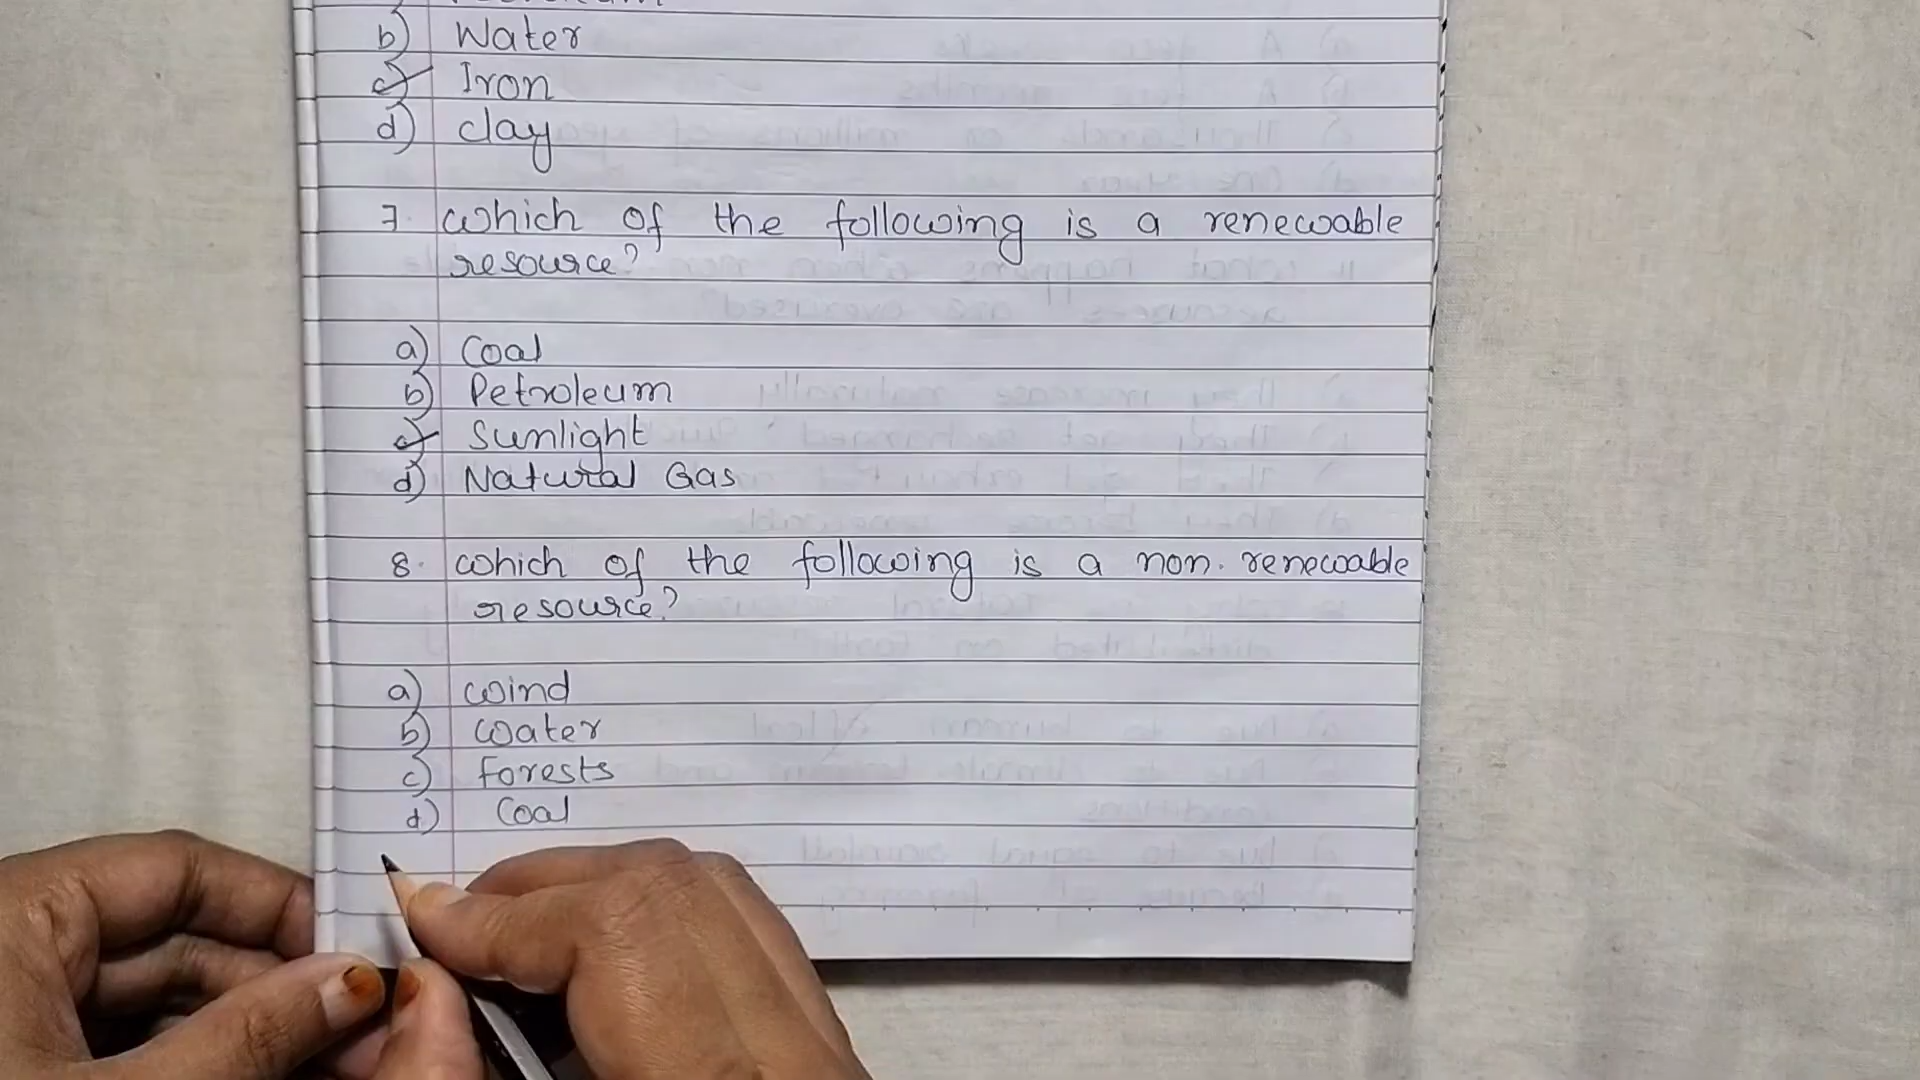 b) Water
c) Iron
d) clay
7. which of the following is a renewable
resource?
a) Coal
b) Petroleum
c) Sunlight
d) Natural Gas
8. which of the following is a non. renewable
resource?
a) wind
b) water
c) forests
d) Coal